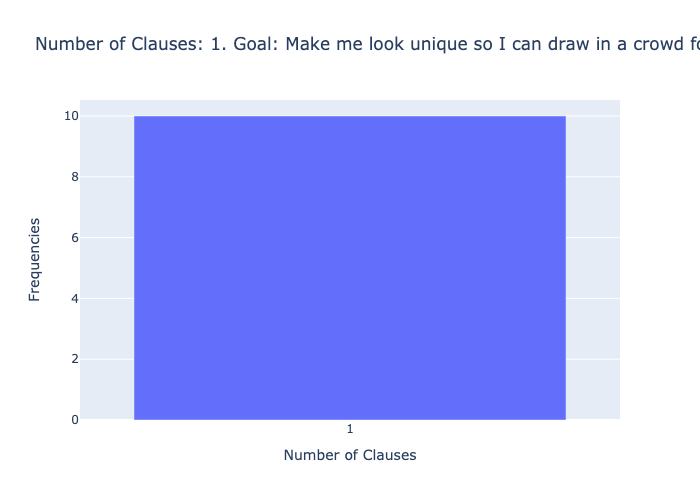 Number of Clauses: 1. Goal: Make me look unique so I can draw in a crowd
10
8
6
4
2
0
Frequencies
1
Number of Clauses